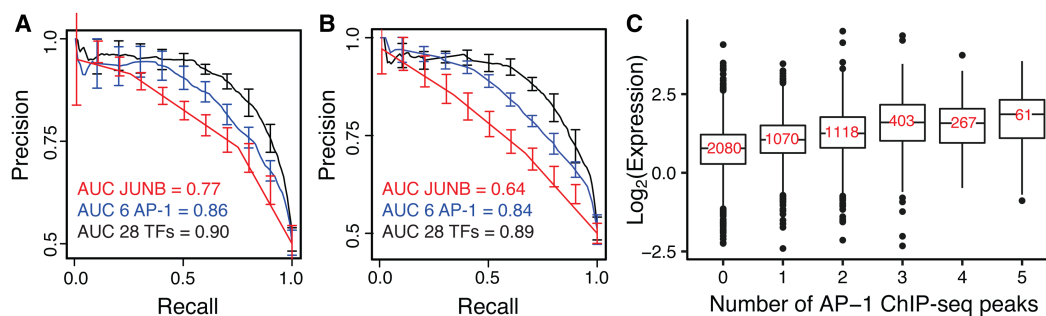 A
Precision
1.0
0.75
0.5
AUC JUNB = 0.77
AUC 6 AP-1 = 0.86
AUC 28 TFs = 0.90
0
0.5
1.0
Recall
B
Precision
1.0
0.75
0.5
AUC JUNB = 0.64
AUC 6 AP-1 = 0.84
AUC 28 TFs = 0.89
0
0.5
1.0
Recall
C
Log2(Expression)
2.5
0.0
−2.5
2080
1070
1118
403
267
61
0 1 2 3 4 5
Number of AP−1 ChIP-seq peaks